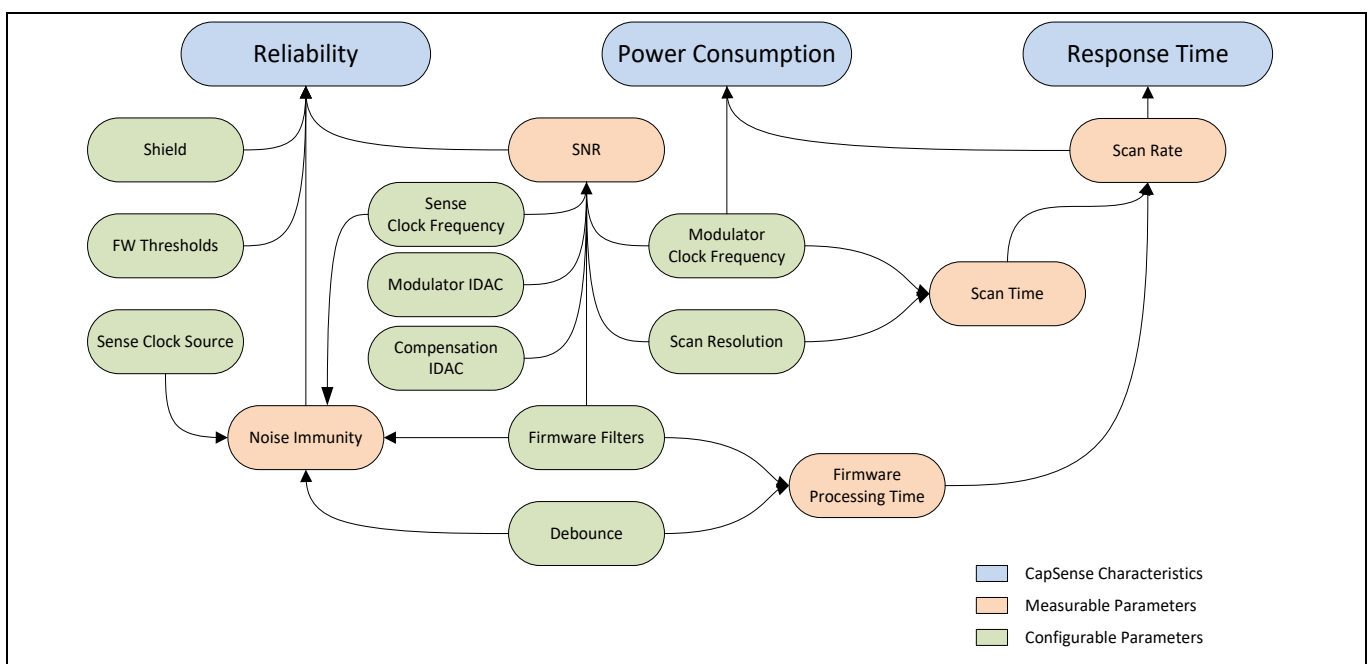 Reliability
Power Consumption
Response Time
Shield
SNR
Scan Rate
Sense
Clock Frequency
FW Thresholds
Modulator
Clock Frequency
Modulator IDAC
Scan Time
Sense Clock Source
Compensation
IDAC
Scan Resolution
Noise Immunity
Firmware Filters
Firmware
Processing Time
Debounce
CapSense Characteristics
Measurable Parameters
Configurable Parameters